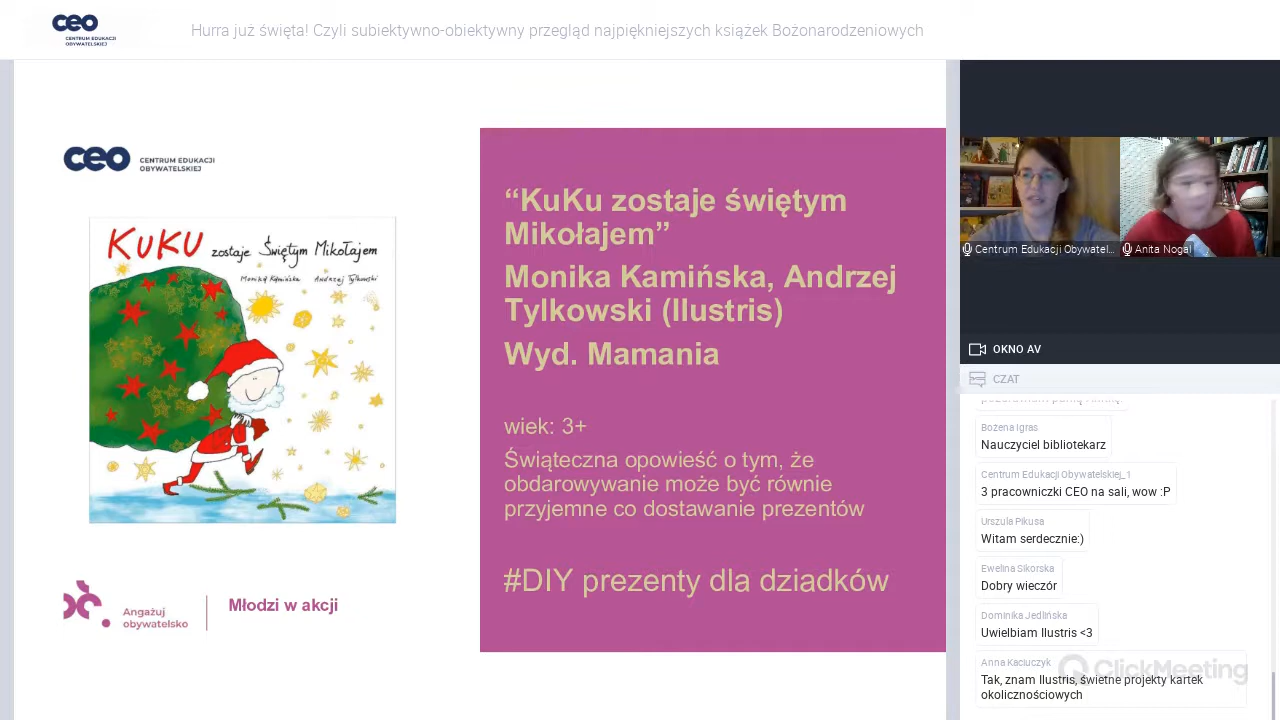 ceo
CENTRUM EDUKACJI
OBYWATELSKIEJ
Hurra już święta! Czyli subiektywno-obiektywny przegląd najpiękniejszych książek Bożonarodzeniowych
ceo
CENTRUM EDUKACJI
OBYWATELSKIEJ
KUKU zostaje Świętym Mikołajem
Monika Kamińska Andrzej Tylkowski
“KuKu zostaje świętym
Mikołajem”
Monika Kamińska, Andrzej
Tylkowski (Ilustris)
Wyd. Mamania
wiek: 3+
Świąteczna opowieść o tym, że
obdarowywanie może być równie
przyjemne co dostawanie prezentów
#DIY prezenty dla dziadków
Angażuj
obywatelsko
Młodzi w akcji
Centrum Edukacji Obywatel...
Anita Nogaj
OKNO AV
CZAT
Bożena Igras
Nauczyciel bibliotekarz
Centrum Edukacji Obywatelskiej_1
3 pracowniczki CEO na sali, wow :P
Urszula Pikusa
Witam serdecznie:)
Ewelina Sikorska
Dobry wieczór
Dominika Jedlińska
Uwielbiam Ilustris <3
Anna Kaciuczyk
Tak, znam Ilustris, świetne projekty kartek
okolicznościowych
ClickMeeting